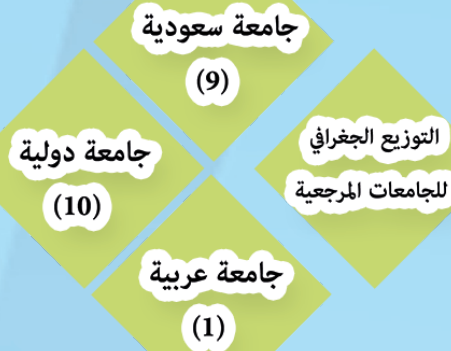 جامعة سعودية
(9)
التوزيع الجغرافي
للجامعات المرجعية
جامعة دولية
(10)
جامعة عربية
(1)